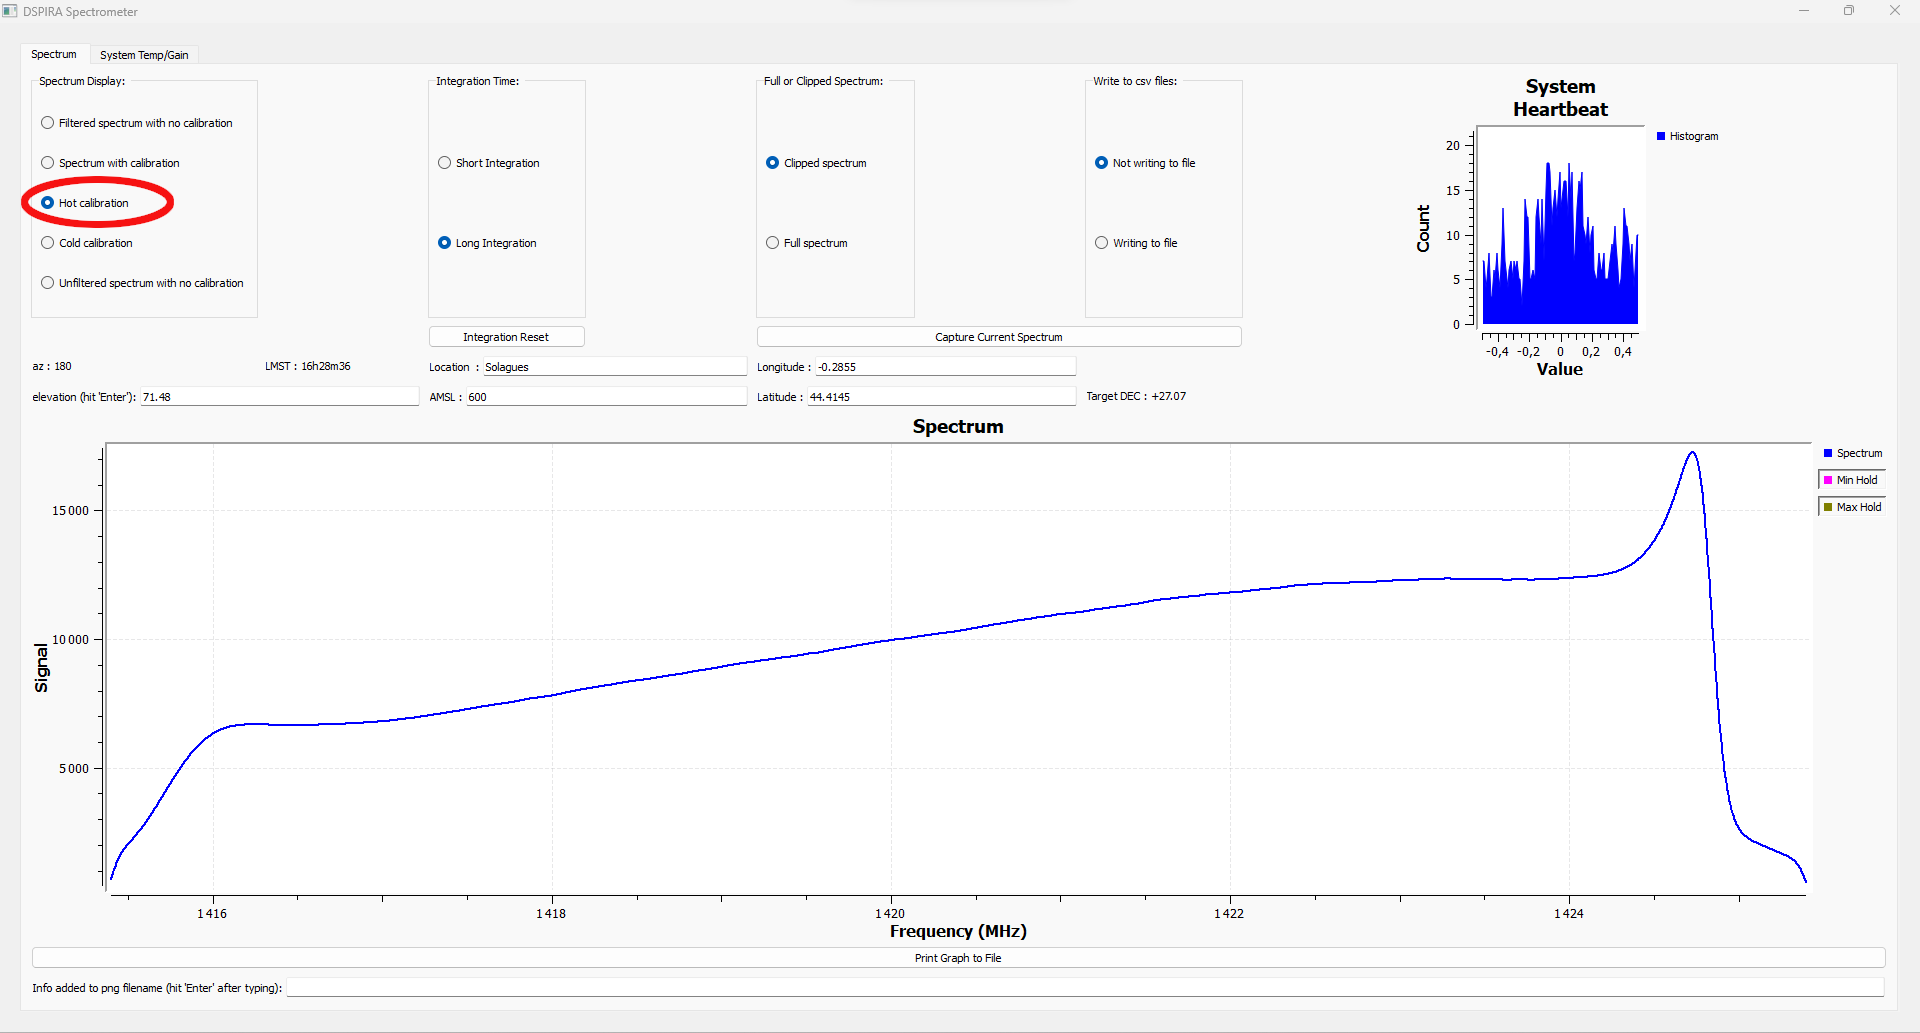 DSPIRA Spectrometer
Spectrum
System Temp/Gain
Spectrum Display:
Filtered spectrum with no calibration
Spectrum with calibration
Hot calibration
Cold calibration
Unfiltered spectrum with no calibration
Integration Time:
Short Integration
Long Integration
Integration Reset
Full or Clipped Spectrum:
Clipped spectrum
Full spectrum
Write to csv files:
Not writing to file
Writing to file
Capture Current Spectrum
System
Heartbeat
Histogram
Count
20
15
10
5
0
-0,4 -0,2 0 0,2 0,4
Value
az : 180
LMST : 16h28m36
Location : Solagues
Longitude : -0.2855
elevation (hit 'Enter'): 71.48
AMSL : 600
Latitude : 44.4145
Target DEC : +27.07
Spectrum
Signal
15 000
10 000
5 000
1 416 1 418 1 420 1 422 1 424
Frequency (MHz)
Spectrum
Min Hold
Max Hold
Print Graph to File
Info added to png filename (hit 'Enter' after typing):